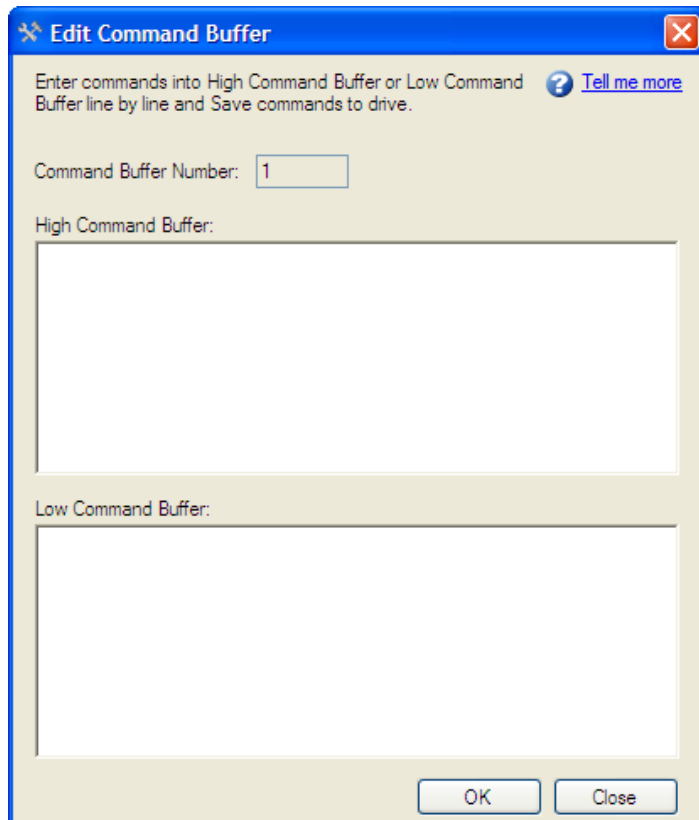 Edit Command Buffer
Enter commands into High Command Buffer or Low Command
Buffer line by line and Save commands to drive.
Tell me more
Command Buffer Number: 1
High Command Buffer:
Low Command Buffer:
OK Close